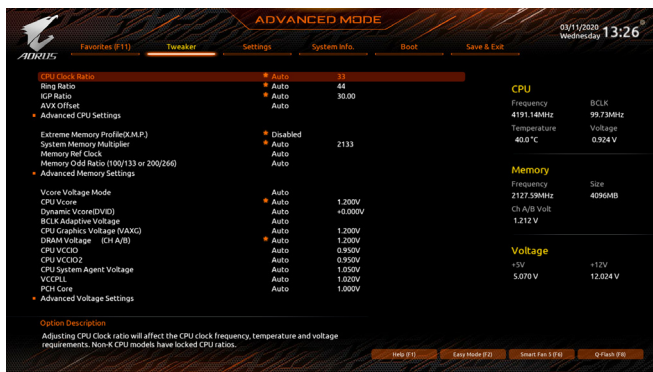 ADVANCED MODE
03/11/2020
Wednesday 13:26
AORUS
Favorites (F11) Tweaker Settings System Info. Boot Save & Exit
CPU Clock Ratio Auto 33
Ring Ratio Auto 44
IGP Ratio Auto 30.00
AVX Offset Auto
Advanced CPU Settings
Extreme Memory Profile(X.M.P.) Disabled
System Memory Multiplier Auto 2133
Memory Ref Clock Auto
Memory Odd Ratio (100/133 or 200/266) Auto
Advanced Memory Settings
Vcore Voltage Mode Auto
CPU Vcore Auto 1.200V
Dynamic Vcore(DVID) Auto +0.000V
BCLK Adaptive Voltage Auto
CPU Graphics Voltage (VAXG) Auto 1.200V
DRAM Voltage (CH A/B) Auto 1.200V
CPU VCCIO Auto 0.950V
CPU VCCIO2 Auto 0.950V
CPU System Agent Voltage Auto 1.050V
VCCPLL Auto 1.020V
PCH Core Auto 1.000V
Advanced Voltage Settings
CPU
Frequency BCLK
4191.14MHz 99.73MHz
Temperature Voltage
40.0 °C 0.924 V
Memory
Frequency Size
2127.59MHz 4096MB
Ch A/B Volt
1.212 V
Voltage
+5V +12V
5.070 V 12.024 V
Option Description
Adjusting CPU Clock ratio will affect the CPU clock frequency, temperature and voltage
requirements. Non-K CPU models have locked CPU ratios.
Help (F1) Easy Mode (F2) Smart Fan 5 (F6) Q-Flash (F8)